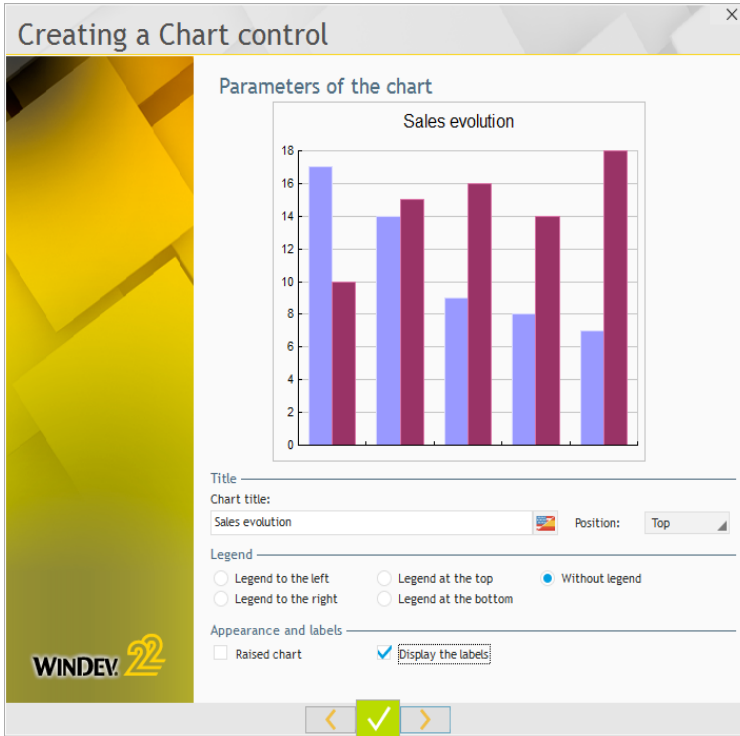 Creating a Chart control
Parameters of the chart
Sales evolution
18
16
14
12
10
8
6
4
2
0
Title
Chart title:
Sales evolution
Position: Top
Legend
Legend to the left Legend at the top Without legend
Legend to the right Legend at the bottom
Appearance and labels
Raised chart Display the labels
WINDEV. 22